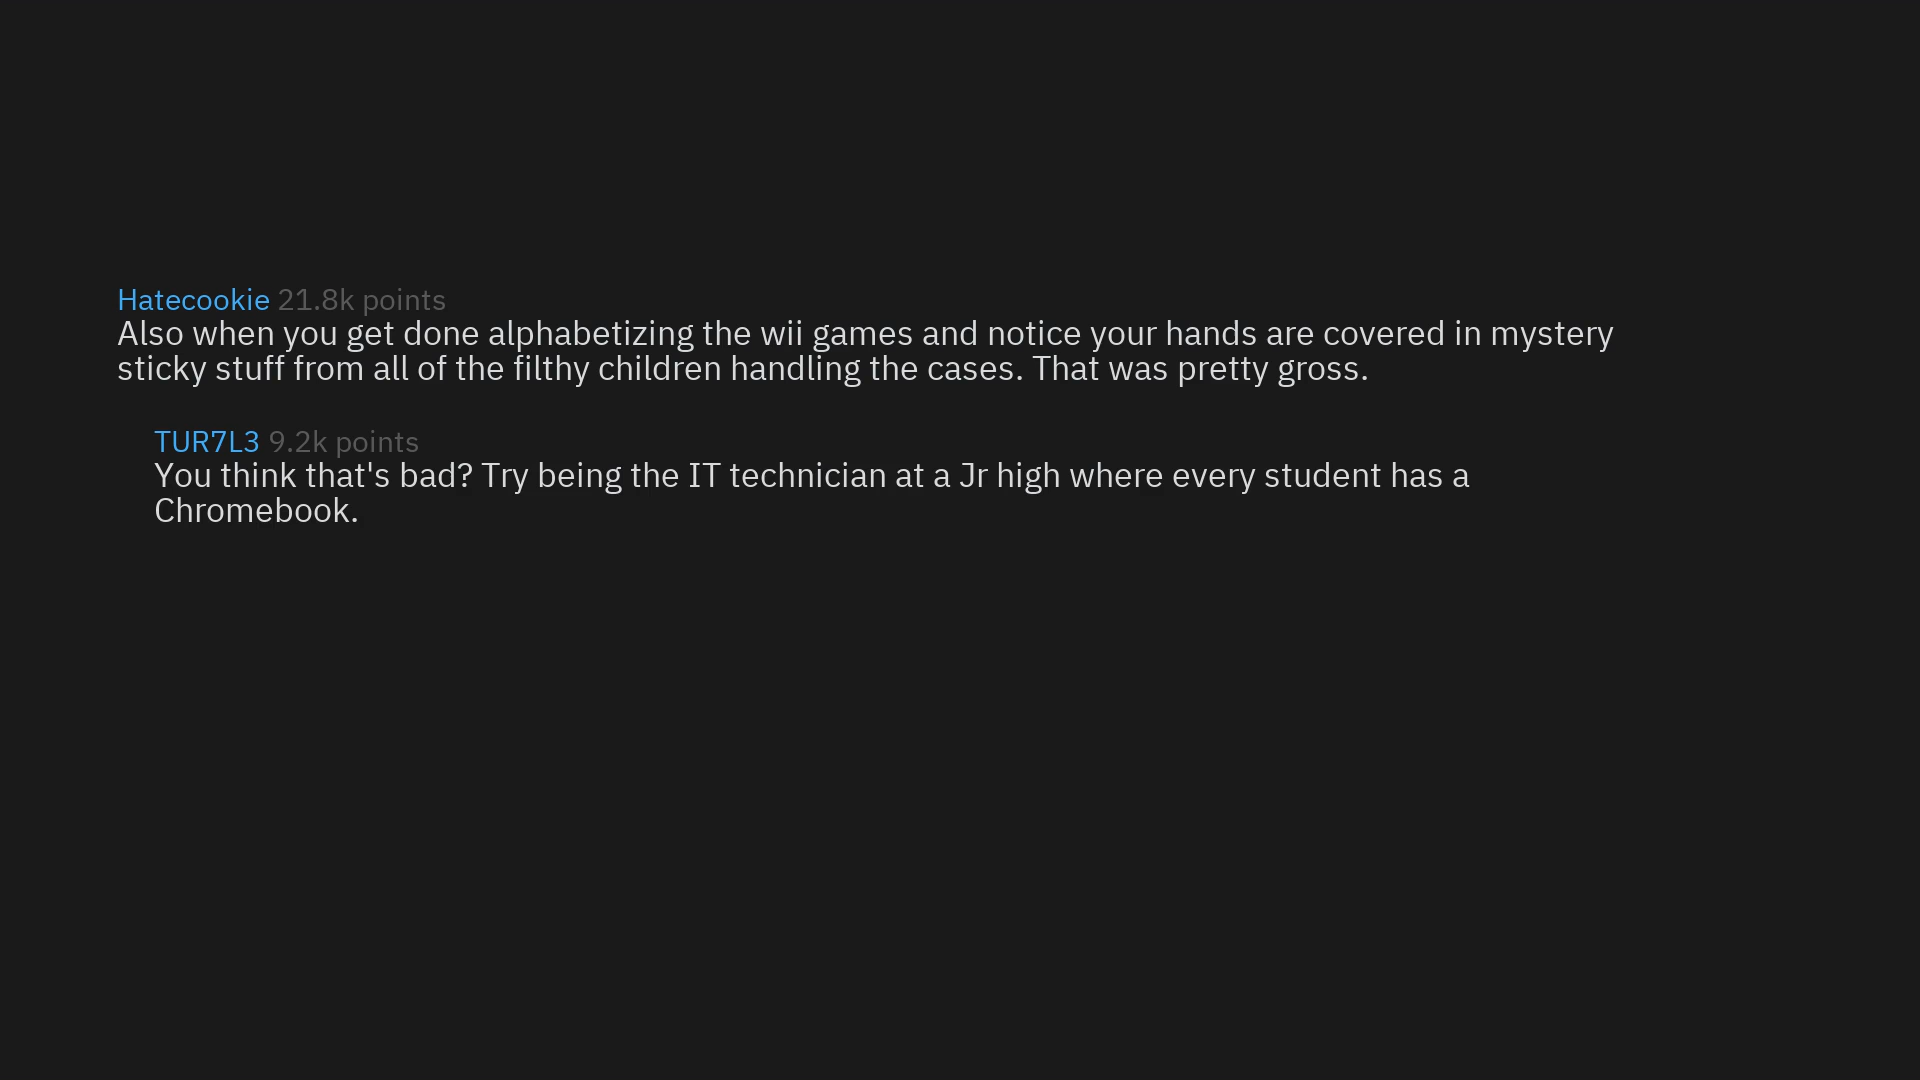 Hatecookie 21.8k points
Also when you get done alphabetizing the wii games and notice your hands are covered in mystery
sticky stuff from all of the filthy children handling the cases. That was pretty gross.
TUR7L3 9.2k points
You think that's bad? Try being the IT technician at a Jr high where every student has a
Chromebook.